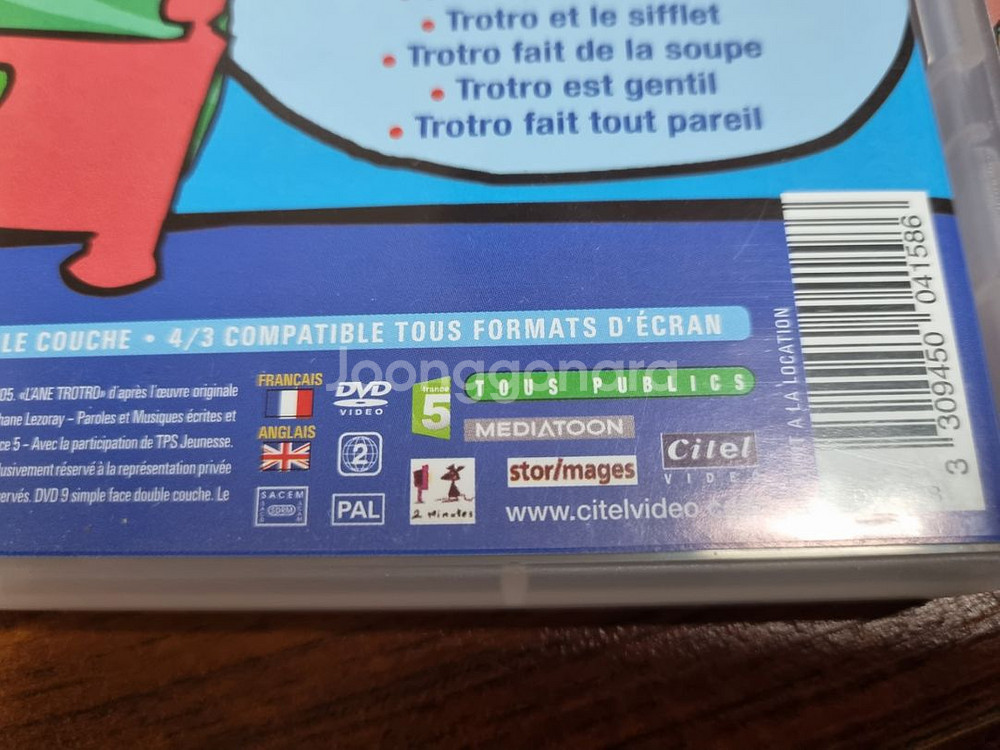 • Trotro et le sifflet
• Trotro fait de la soupe
• Trotro est gentil
• Trotro fait tout pareil
LE COUCHE • 4/3 COMPATIBLE TOUS FORMATS D'ÉCRAN
05. «L'ANE TROTRO» d'après l'œuvre originale
hane Lezoray – Paroles et Musiques écrites et
ce 5 – Avec la participation de TPS Jeunesse.
lusivement réservé à la représentation privée
ervés. DVD 9 simple face double couche. Le
FRANÇAIS
ANGLAIS
SACEM
SDRM
DVD
VIDEO
2
PAL
france
5
TOUS PUBLICS
MEDIATOON
2 Minutes
stor/mages
Citel
VIDE
www.citelvideo.c
A LA LOCATION
3 309450 041586
Joonggonara